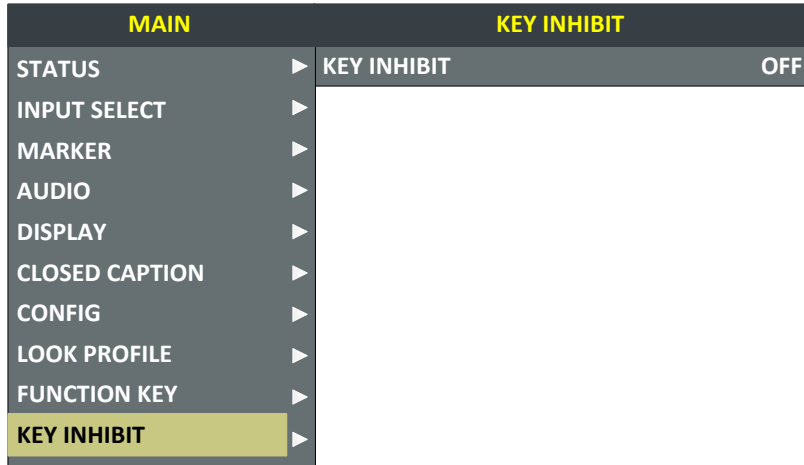 MAIN
STATUS
INPUT SELECT
MARKER
AUDIO
DISPLAY
CLOSED CAPTION
CONFIG
LOOK PROFILE
FUNCTION KEY
KEY INHIBIT
KEY INHIBIT
KEY INHIBIT OFF